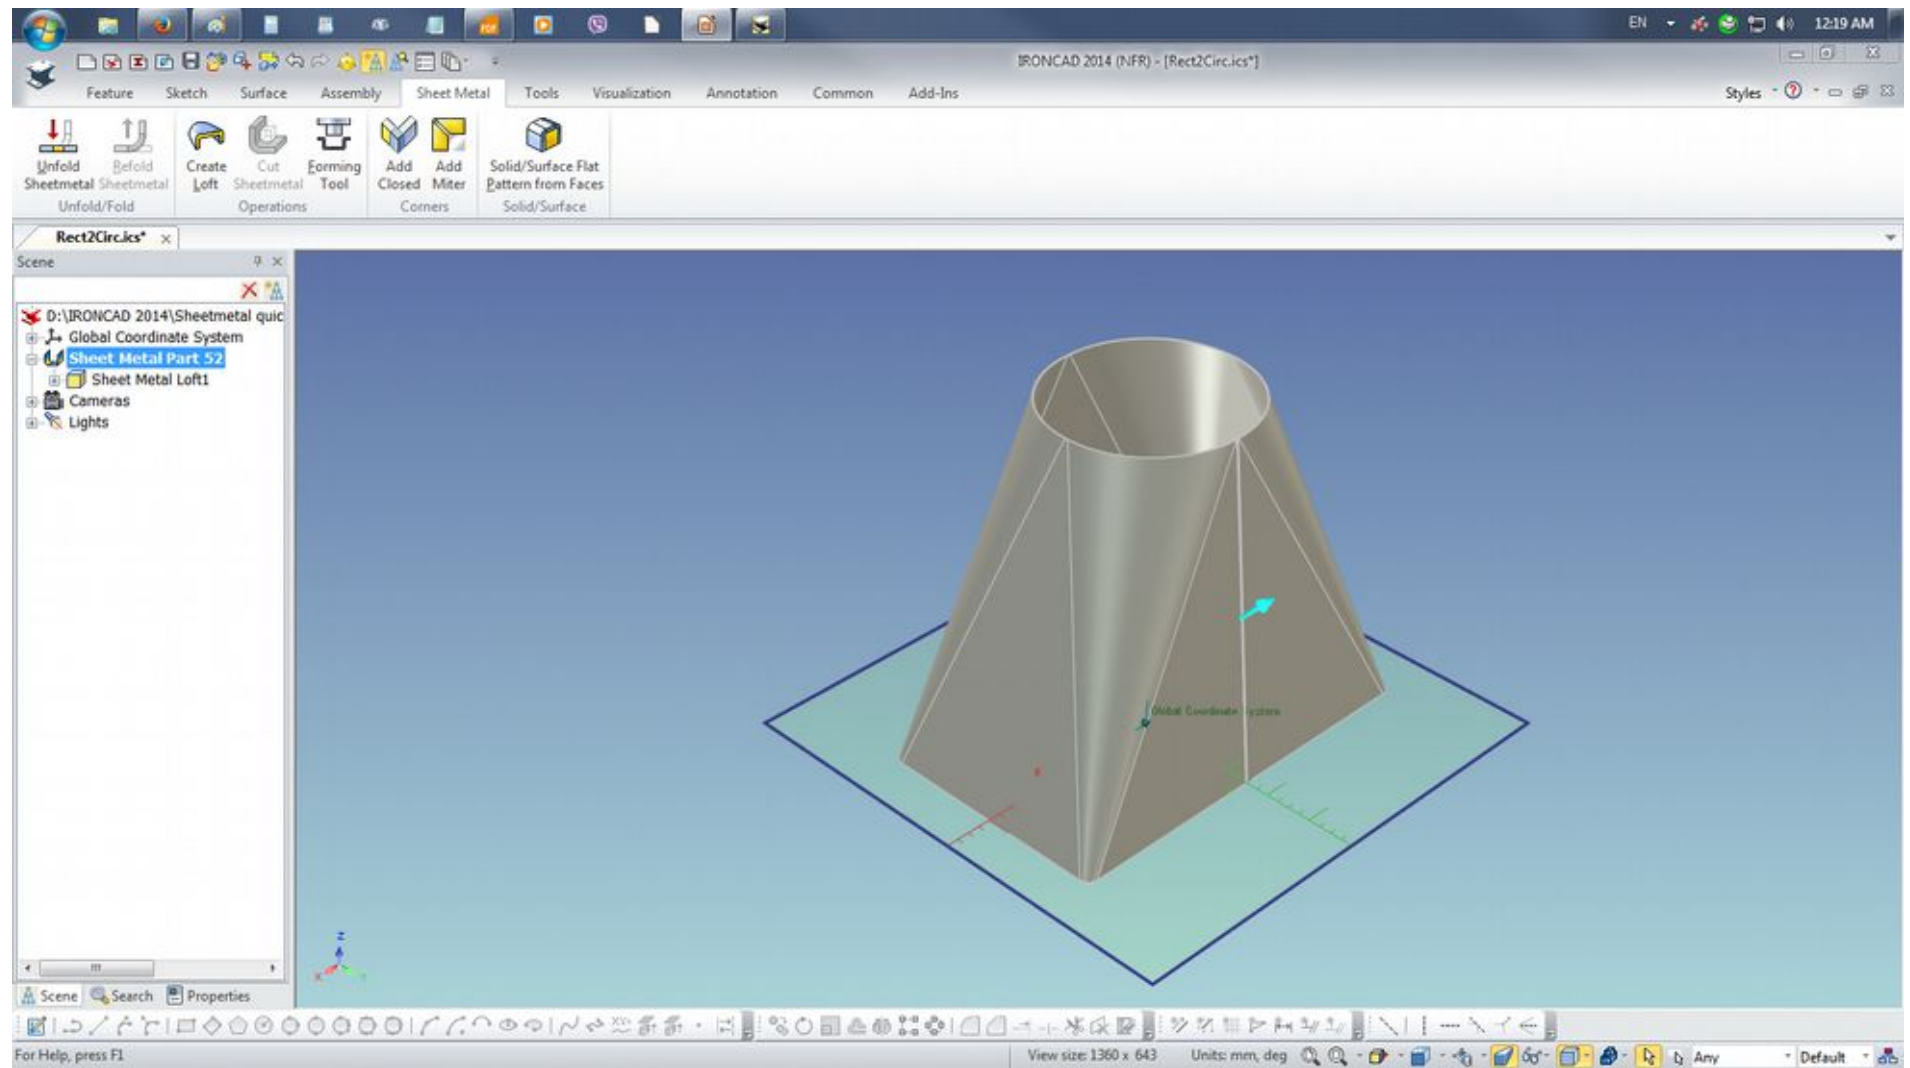 EN
12:19 AM
IRONCAD 2014 (NFR) - [Rect2Circ.ics*]
Feature Sketch Surface Assembly Sheet Metal Tools Visualization Annotation Common Add-Ins Styles
Unfold Sheetmetal
Refold Sheetmetal
Create Loft
Cut Sheetmetal
Forming Tool
Add Closed
Add Miter
Solid/Surface Flat Pattern from Faces
Unfold/Fold Operations Corners Solid/Surface
Rect2Circ.ics*
Scene
D:\IRONCAD 2014\Sheetmetal quic
Global Coordinate System
Sheet Metal Part 52
Sheet Metal Loft1
Cameras
Lights
Global Coordinate System
Z
X
Y
Scene Search Properties
For Help, press F1
View size: 1360 x 643 Units: mm, deg Any Default